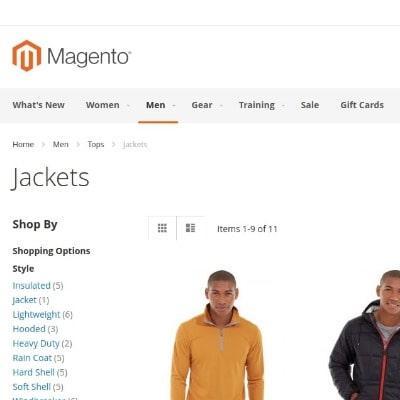 Magento
What's New Women Men Gear Training Sale Gift Cards
Home > Men > Tops > Jackets
Jackets
Shop By
Items 1-9 of 11
Shopping Options
Style
Insulated (5)
Jacket (1)
Lightweight (6)
Hooded (3)
Heavy Duty (2)
Rain Coat (5)
Hard Shell (5)
Soft Shell (5)